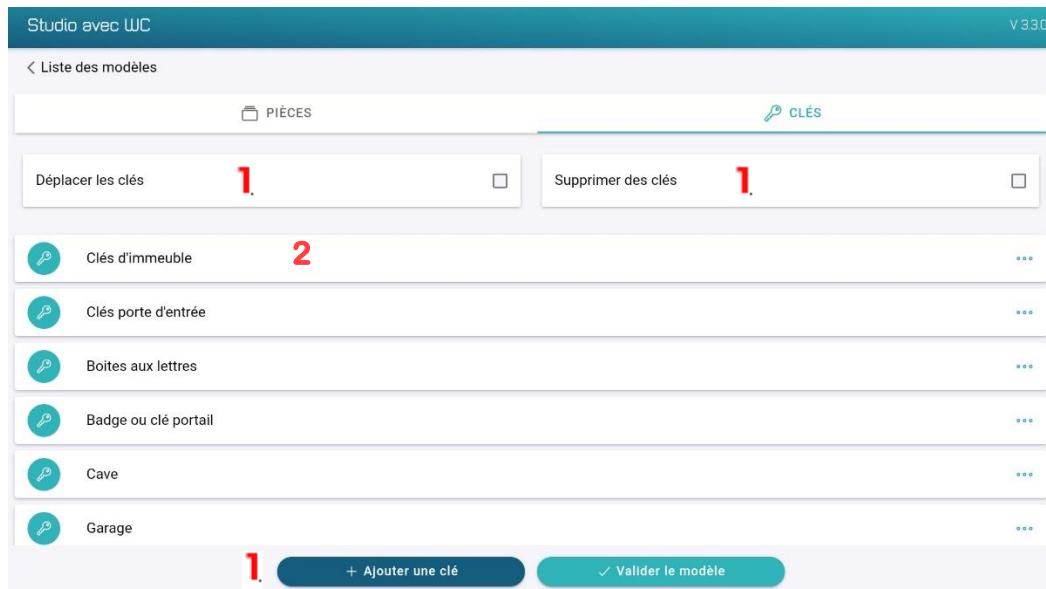 Studio avec WC V 3.3.0
Liste des modèles
PIÈCES CLÉS
Déplacer les clés 1. Supprimer des clés 1.
Clés d'immeuble 2
Clés porte d'entrée
Boites aux lettres
Badge ou clé portail
Cave
Garage
1. + Ajouter une clé ✓ Valider le modèle